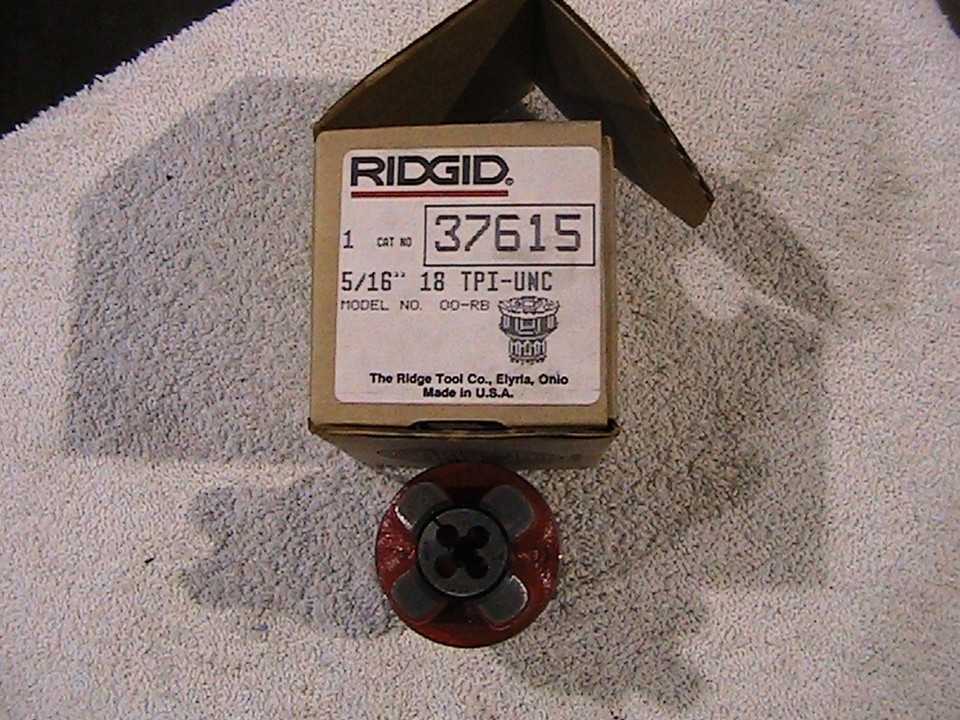 RIDGID®
1 CAT NO 37615
5/16" 18 TPI-UNC
MODEL NO. OO-RB
The Ridge Tool Co., Elyria, Ohio
Made in U.S.A.